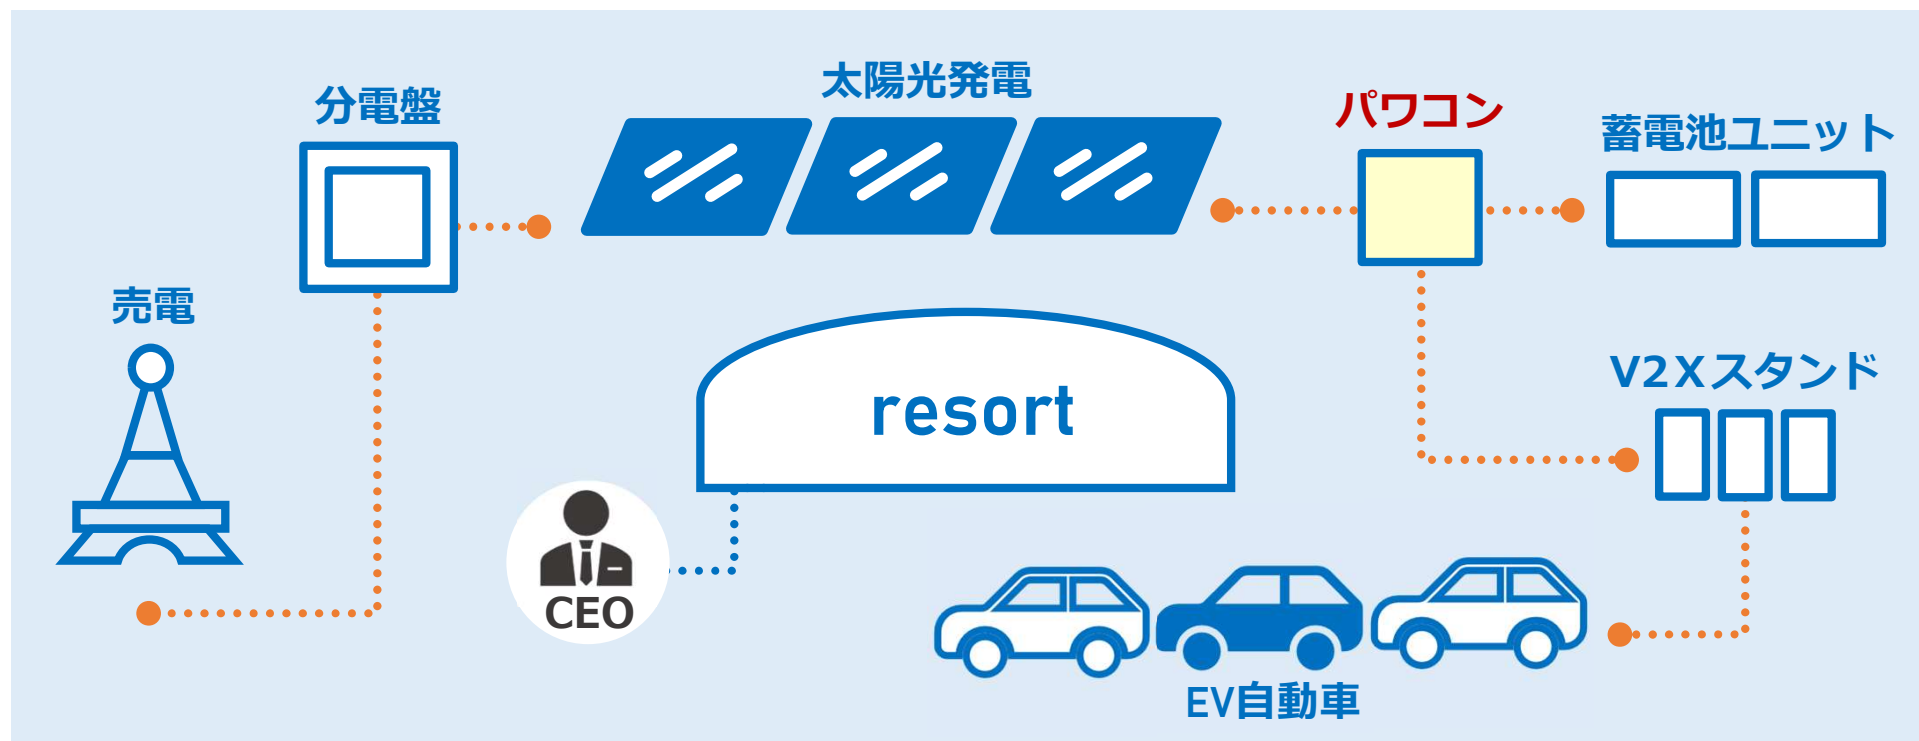 太陽光発電
分電盤
パワコン
蓄電池ユニット
売電
V2Xスタンド
resort
CEO
EV自動車